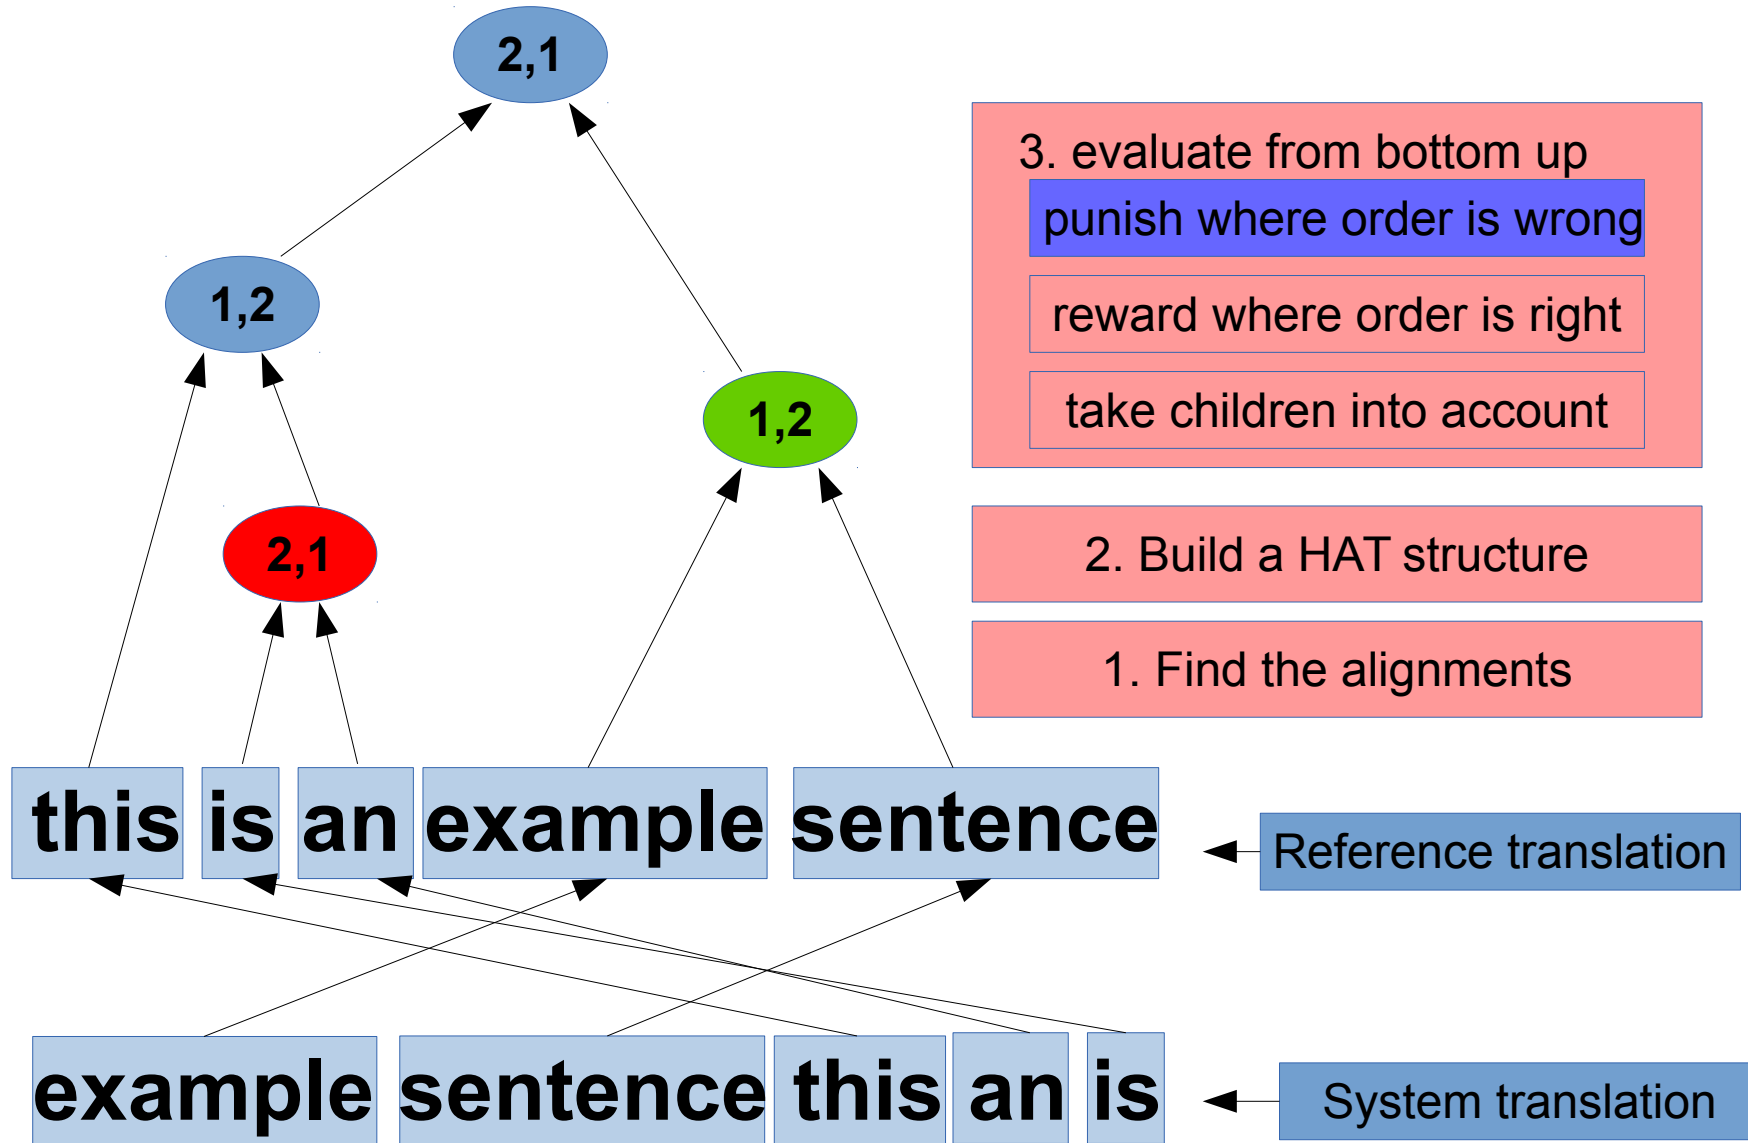 2,1
3. evaluate from bottom up
punish where order is wrong
1,2
reward where order is right
take children into account
1,2
2,1
2. Build a HAT structure
1. Find the alignments
this is an example sentence
Reference translation
example sentence this an is
System translation